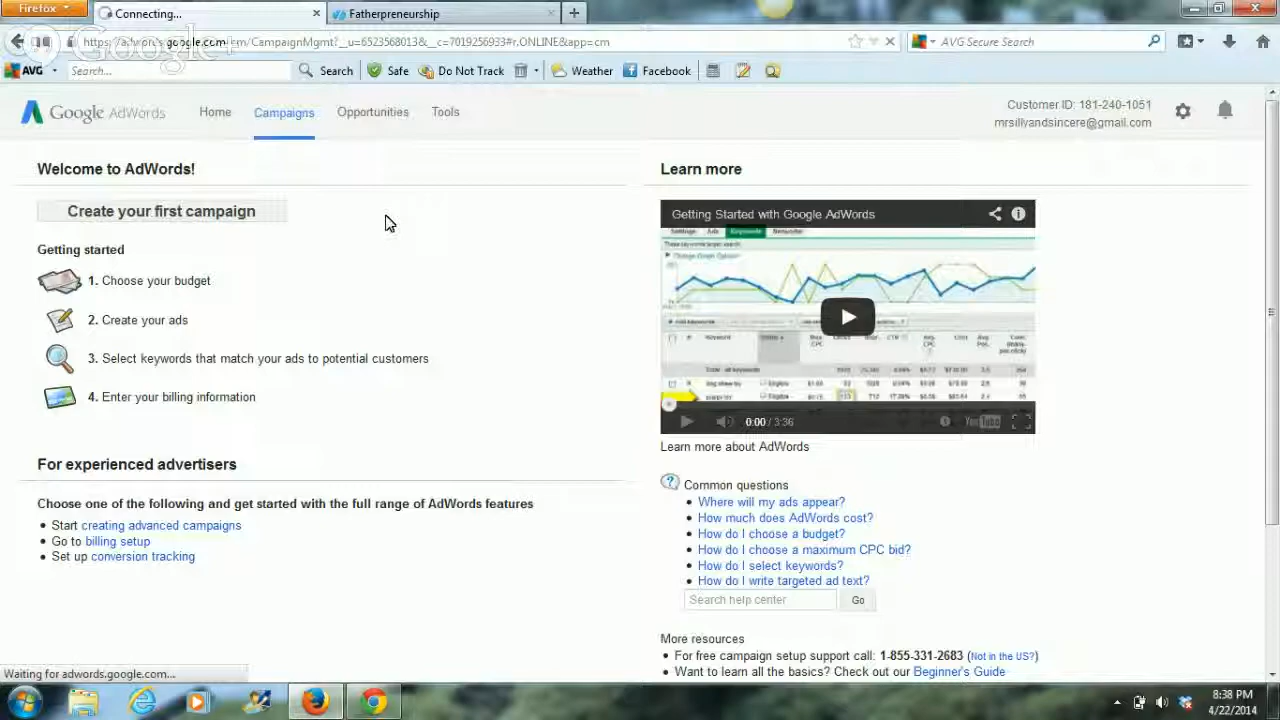 Firefox
Connecting...
Fatherpreneurship
Google+
google.com
/CampaignMgmt?__u=6523568013&__c=7019256933#r.ONLINE&app=cm
AVG Secure Search
AVG
Search...
Search
Safe
Do Not Track
Weather
Facebook
Google AdWords
Home
Campaigns
Opportunities
Tools
Customer ID: 181-240-1051
mrsillyandsincere@gmail.com
Welcome to AdWords!
Create your first campaign
Getting started
1. Choose your budget
2. Create your ads
3. Select keywords that match your ads to potential customers
4. Enter your billing information
For experienced advertisers
Choose one of the following and get started with the full range of AdWords features
Start creating advanced campaigns
Go to billing setup
Set up conversion tracking
Learn more
Getting Started with Google AdWords
Settings Ads Keywords Networks
Change Graph Options
Keyword
0:00 / 3:36
YouTube
Learn more about AdWords
Common questions
Where will my ads appear?
How much does AdWords cost?
How do I choose a budget?
How do I choose a maximum CPC bid?
How do I select keywords?
How do I write targeted ad text?
Search help center
Go
More resources
For free campaign setup support call: 1-855-331-2683 (Not in the US?)
Want to learn all the basics? Check out our Beginner's Guide
Waiting for adwords.google.com...
8:38 PM
4/22/2014